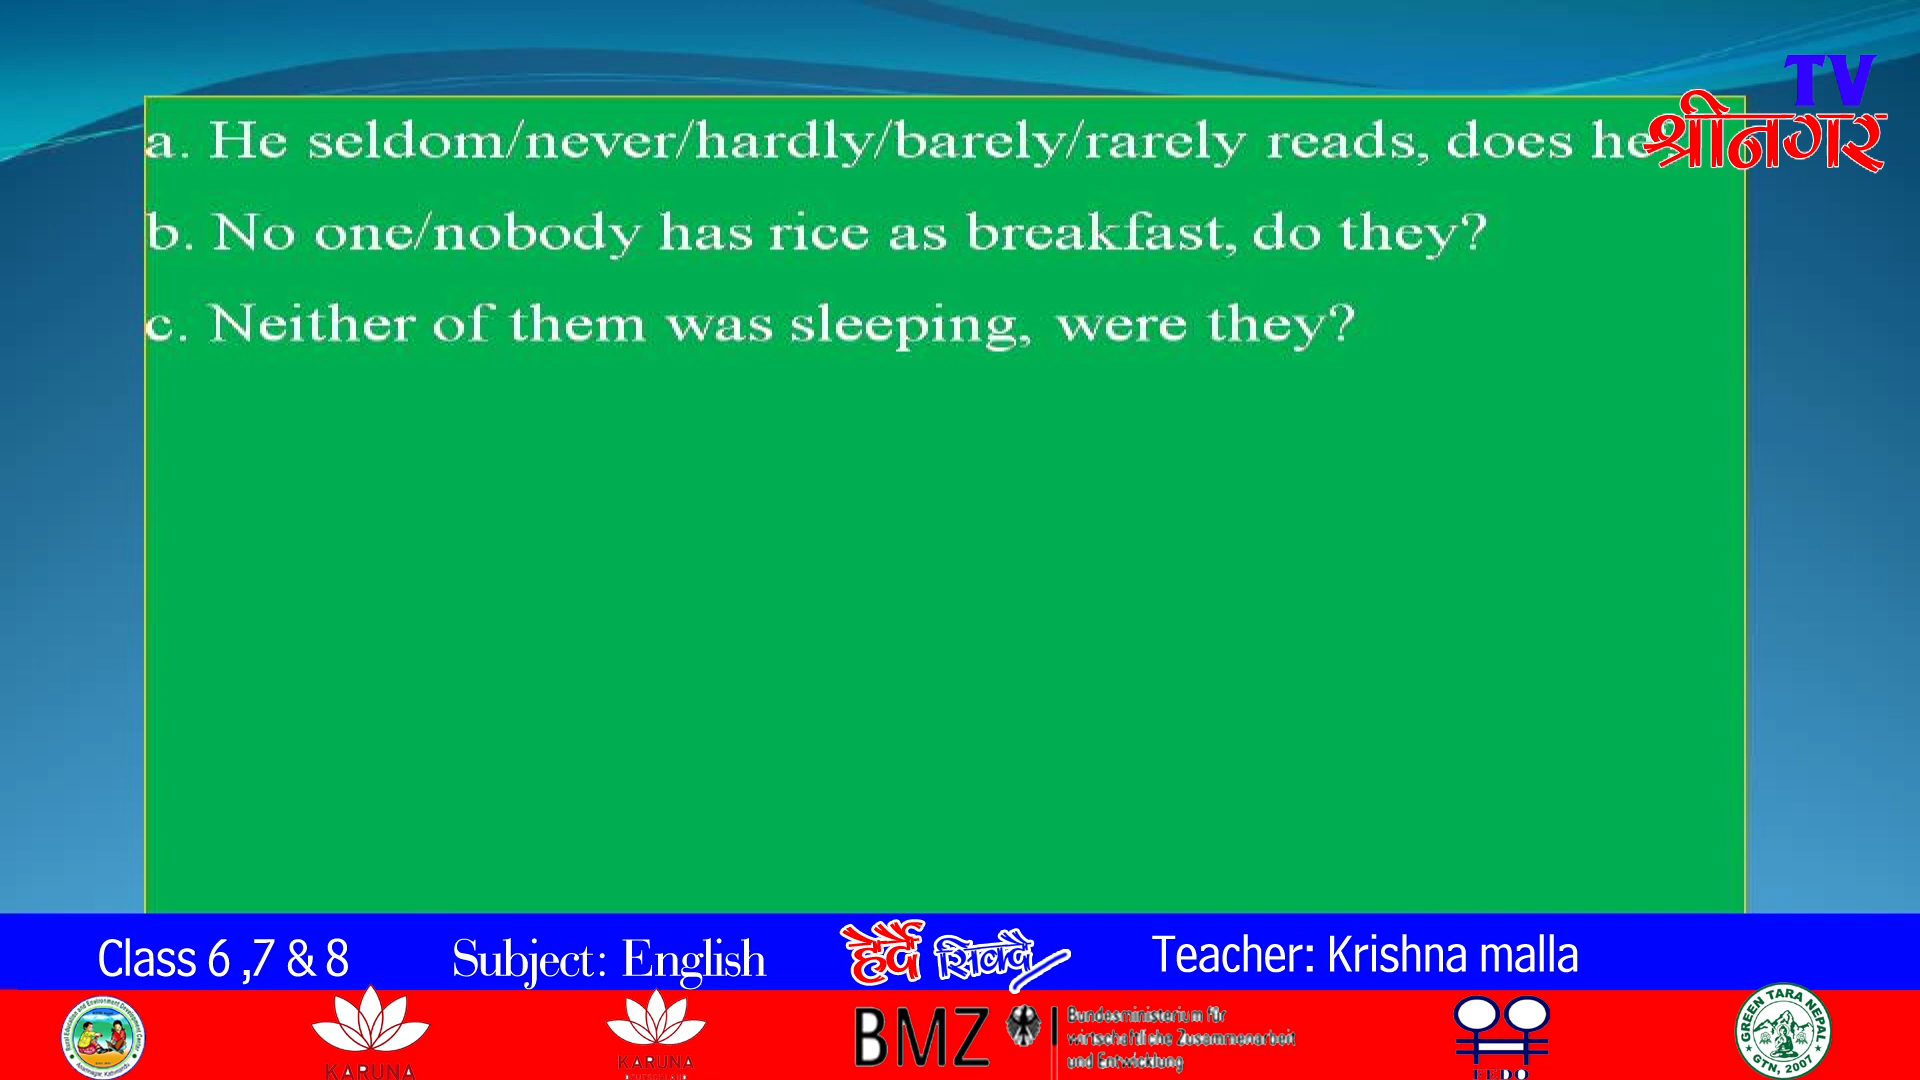 TV
श्रीनगर
a. He seldom/never/hardly/barely/rarely reads, does he
b. No one/nobody has rice as breakfast, do they?
c. Neither of them was sleeping, were they?
Class 6 ,7 & 8 Subject: English हेर्दै सिक्दै Teacher: Krishna malla
KARUNA
KARUNA
BMZ
Bundesministerium für
wirtschaftliche Zusammenarbeit
und Entwicklung
FEDO
GREEN TARA NEPAL
GTN, 2007